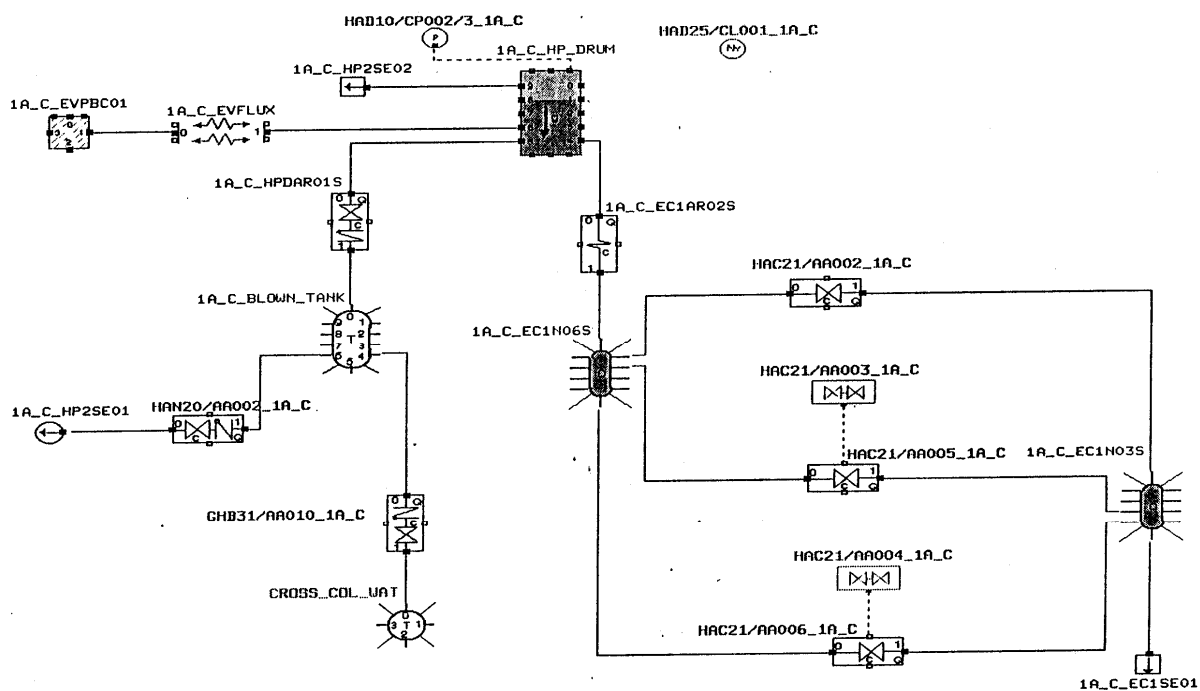 HAD10/CP002/3_1A_C
HAD25/CL001_1A_C
P
1A_C_HP_DRUM
1A_C_HP2SE02
1A_C_EVPBC01
1A_C_EVFLUX
1A_C_HPDAR01S
1A_C_EC1AR02S
HAC21/AA002_1A_C
1A_C_BLOWN_TANK
1A_C_EC1N06S
HAC21/AA003_1A_C
1A_C_HP2SE01
HAN20/AA002_1A_C
HAC21/AA005_1A_C
1A_C_EC1N03S
GHB31/AA010_1A_C
HAC21/AA004_1A_C
CROSS_COL_WAT
HAC21/AA006_1A_C
1A_C_EC1SE01